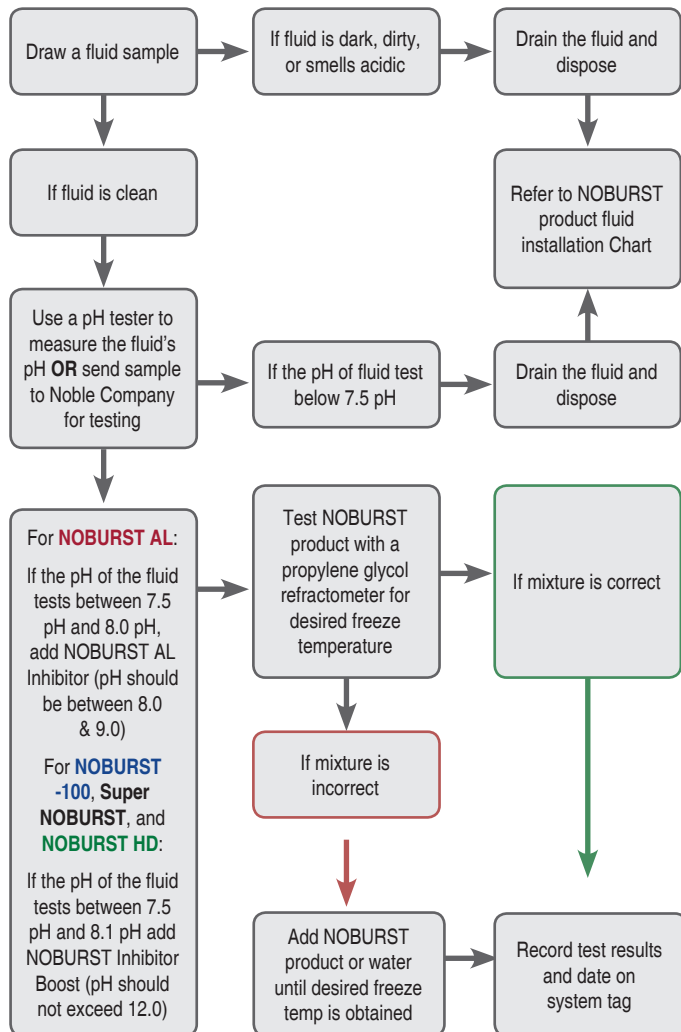 Draw a fluid sample
If fluid is dark, dirty,
or smells acidic
Drain the fluid and
dispose
If fluid is clean
Refer to NOBURST
product fluid
installation Chart
Use a pH tester to
measure the fluid's
pH OR send sample
to Noble Company
for testing
If the pH of fluid test
below 7.5 pH
Drain the fluid and
dispose
For NOBURST AL:
If the pH of the fluid
tests between 7.5
pH and 8.0 pH,
add NOBURST AL
Inhibitor (pH should
be between 8.0
& 9.0)
For NOBURST
-100, Super
NOBURST, and
NOBURST HD:
If the pH of the fluid
tests between 7.5
pH and 8.1 pH add
NOBURST Inhibitor
Boost (pH should
not exceed 12.0)
Test NOBURST
product with a
propylene glycol
refractometer for
desired freeze
temperature
If mixture is correct
If mixture is
incorrect
Add NOBURST
product or water
until desired freeze
temp is obtained
Record test results
and date on
system tag